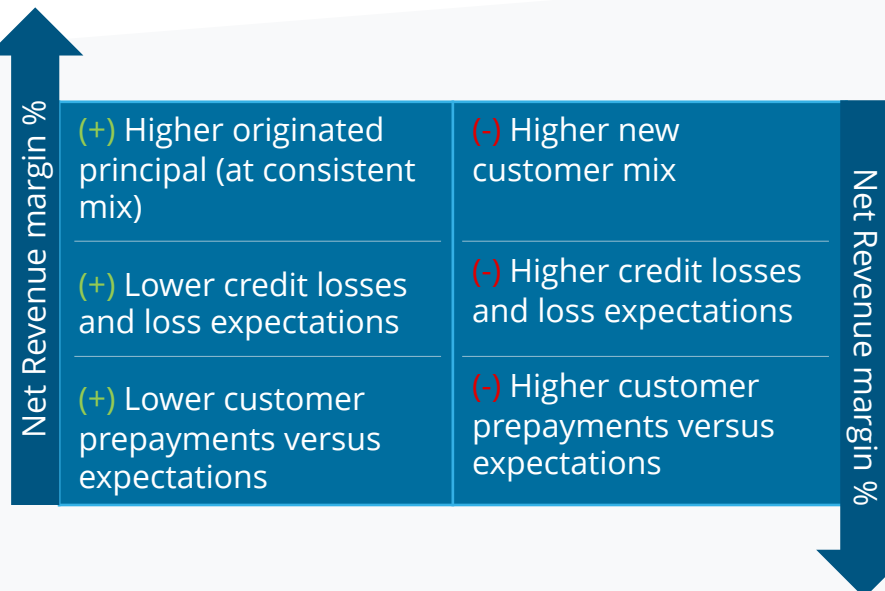 Net Revenue margin %
(+) Higher originated
principal (at consistent
mix)
(+) Lower credit losses
and loss expectations
(+) Lower customer
prepayments versus
expectations
(-) Higher new
customer mix
(-) Higher credit losses
and loss expectations
(-) Higher customer
prepayments versus
expectations
Net Revenue margin %